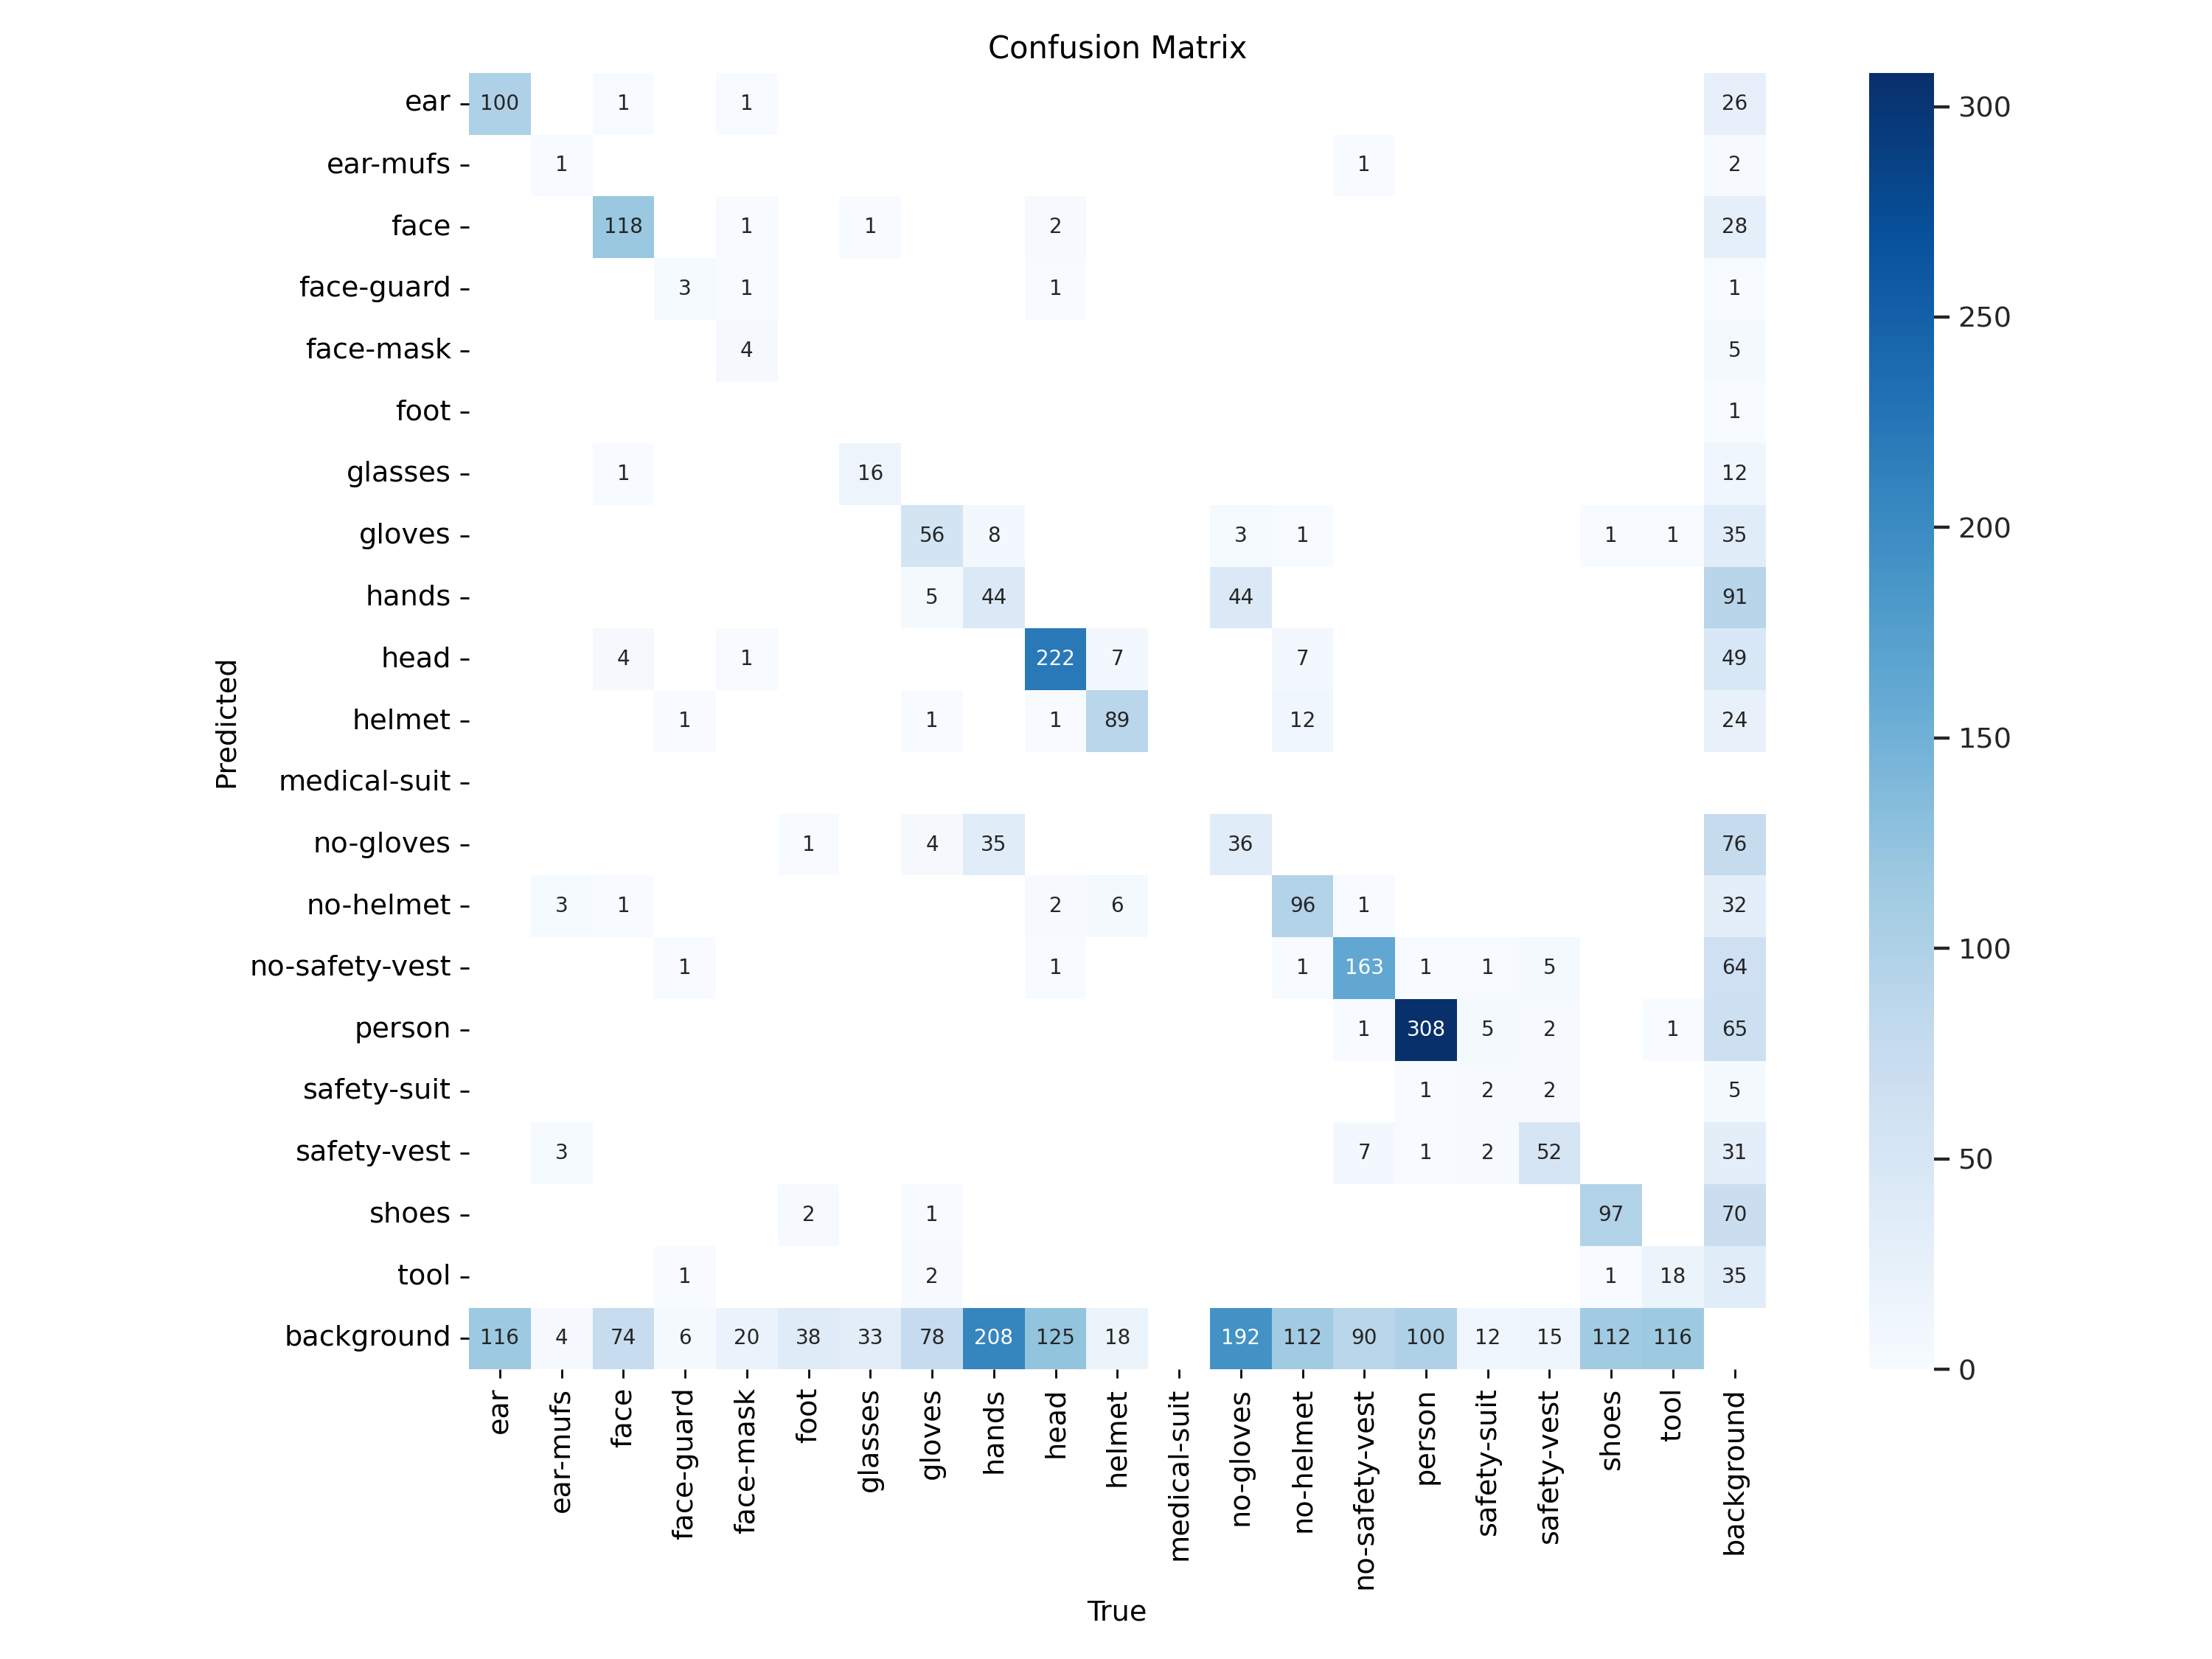 Confusion Matrix
ear 100 1 1 26
ear-mufs 1 1 2
face 118 1 1 2 28
face-guard 3 1 1 1
face-mask 4 5
foot 1
glasses 1 16 12
gloves 56 8 3 1 1 1 35
hands 5 44 44 91
head 4 1 222 7 7 49
helmet 1 1 1 89 12 24
medical-suit
no-gloves 1 4 35 36 76
no-helmet 3 1 2 6 96 1 32
no-safety-vest 1 1 1 163 1 1 5 64
person 1 308 5 2 1 65
safety-suit 1 2 2 5
safety-vest 3 7 1 2 52 31
shoes 2 1 97 70
tool 1 2 1 18 35
background 116 4 74 6 20 38 33 78 208 125 18 192 112 90 100 12 15 112 116
ear ear-mufs face face-guard face-mask foot glasses gloves hands head helmet medical-suit no-gloves no-helmet no-safety-vest person safety-suit safety-vest shoes tool background
True
Predicted
300
250
200
150
100
50
0